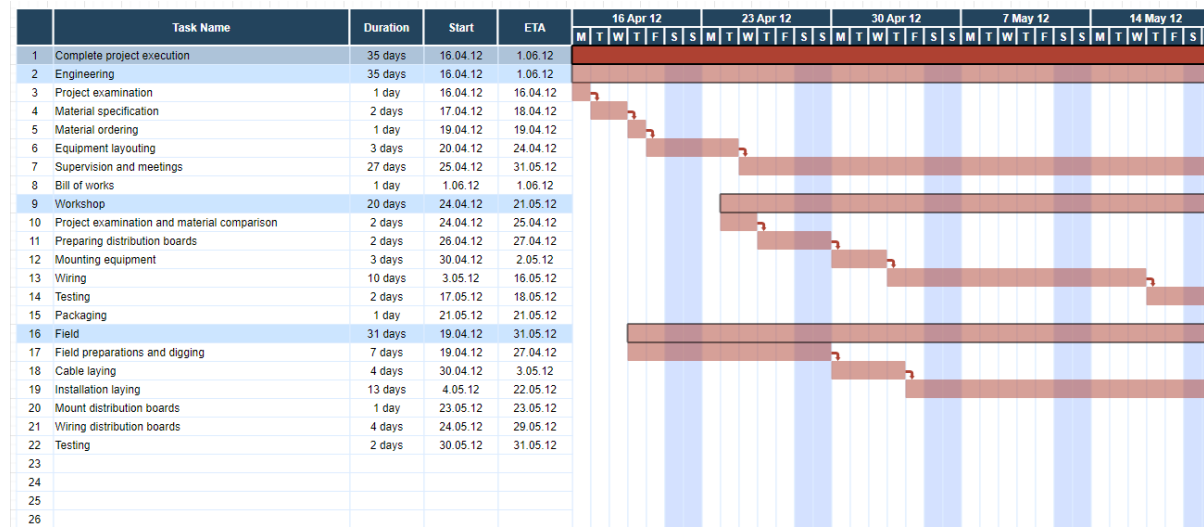 Task Name Duration Start ETA 16 Apr 12 23 Apr 12 30 Apr 12 7 May 12 14 May 12
M T W T F S S M T W T F S S M T W T F S S M T W T F S S M T W T F S
1 Complete project execution 35 days 16.04.12 1.06.12
2 Engineering 35 days 16.04.12 1.06.12
3 Project examination 1 day 16.04.12 16.04.12
4 Material specification 2 days 17.04.12 18.04.12
5 Material ordering 1 day 19.04.12 19.04.12
6 Equipment layouting 3 days 20.04.12 24.04.12
7 Supervision and meetings 27 days 25.04.12 31.05.12
8 Bill of works 1 day 1.06.12 1.06.12
9 Workshop 20 days 24.04.12 21.05.12
10 Project examination and material comparison 2 days 24.04.12 25.04.12
11 Preparing distribution boards 2 days 26.04.12 27.04.12
12 Mounting equipment 3 days 30.04.12 2.05.12
13 Wiring 10 days 3.05.12 16.05.12
14 Testing 2 days 17.05.12 18.05.12
15 Packaging 1 day 21.05.12 21.05.12
16 Field 31 days 19.04.12 31.05.12
17 Field preparations and digging 7 days 19.04.12 27.04.12
18 Cable laying 4 days 30.04.12 3.05.12
19 Installation laying 13 days 4.05.12 22.05.12
20 Mount distribution boards 1 day 23.05.12 23.05.12
21 Wiring distribution boards 4 days 24.05.12 29.05.12
22 Testing 2 days 30.05.12 31.05.12
23
24
25
26